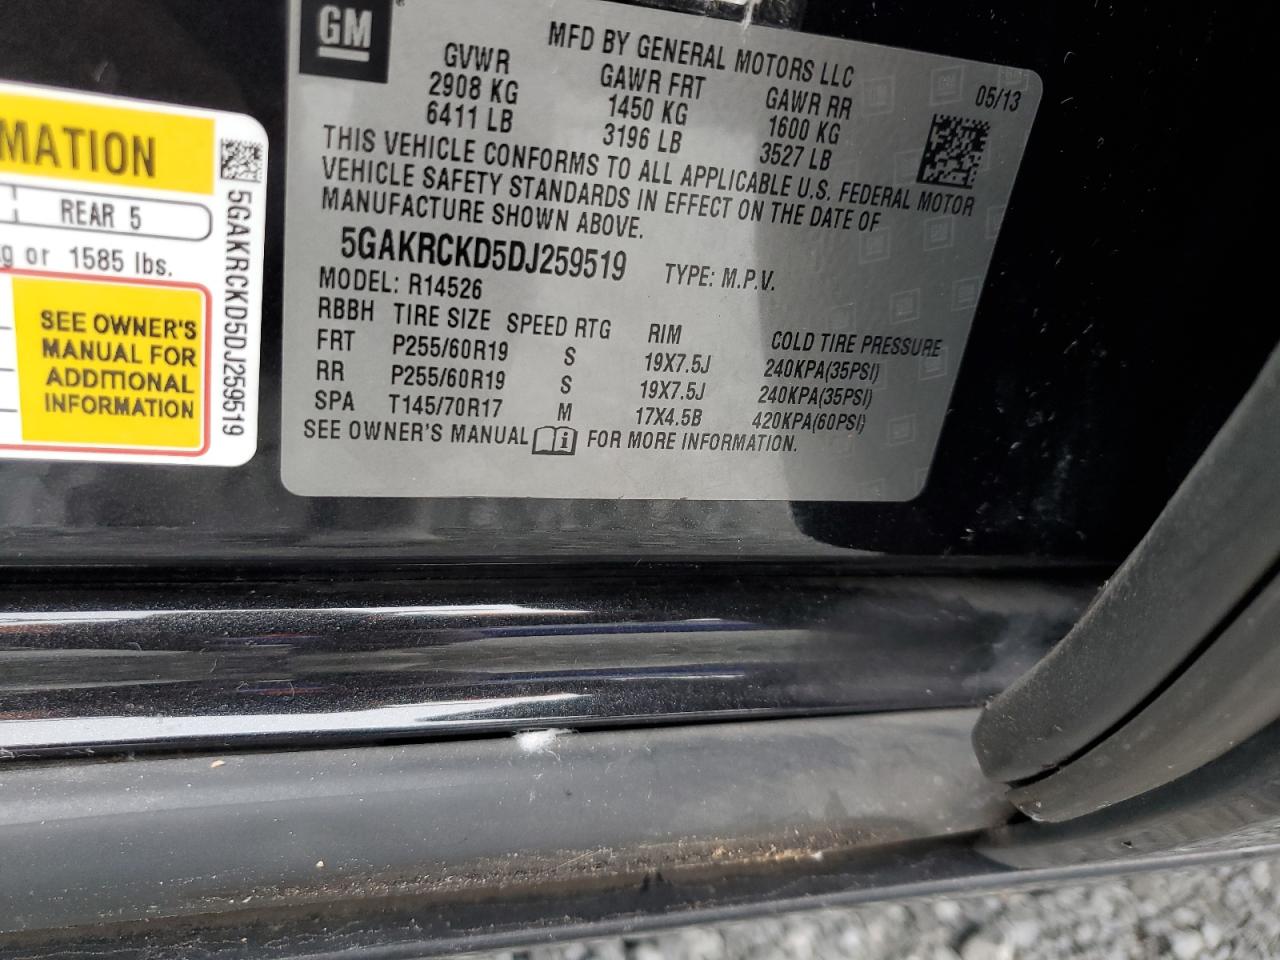 MATION
REAR 5
g or 1585 lbs.
SEE OWNER'S
MANUAL FOR
ADDITIONAL
INFORMATION
5GAKRCKD5DJ259519
GM
MFD BY GENERAL MOTORS LLC
05/13
GVWR GAWR FRT GAWR RR
2908 KG 1450 KG 1600 KG
6411 LB 3196 LB 3527 LB
THIS VEHICLE CONFORMS TO ALL APPLICABLE U.S. FEDERAL MOTOR
VEHICLE SAFETY STANDARDS IN EFFECT ON THE DATE OF
MANUFACTURE SHOWN ABOVE.
5GAKRCKD5DJ259519 TYPE: M.P.V.
MODEL: R14526
RBBH TIRE SIZE SPEED RTG RIM COLD TIRE PRESSURE
FRT P255/60R19 S 19X7.5J 240KPA(35PSI)
RR P255/60R19 S 19X7.5J 240KPA(35PSI)
SPA T145/70R17 M 17X4.5B 420KPA(60PSI)
SEE OWNER'S MANUAL FOR MORE INFORMATION.